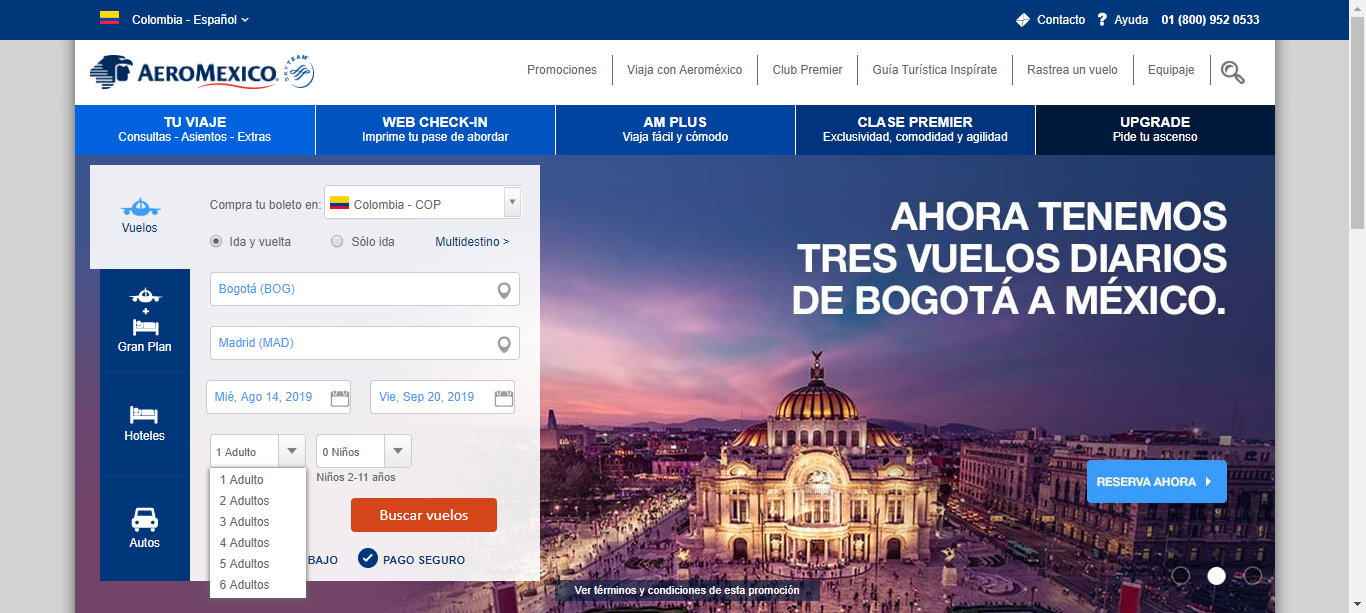 Colombia - Español
Contacto
Ayuda
01 (800) 952 0533
AEROMEXICO.
SKYTEAM
Promociones
Viaja con Aeroméxico
Club Premier
Guía Turística Inspírate
Rastrea un vuelo
Equipaje
TU VIAJE
Consultas - Asientos - Extras
WEB CHECK-IN
Imprime tu pase de abordar
AM PLUS
Viaja fácil y cómodo
CLASE PREMIER
Exclusividad, comodidad y agilidad
UPGRADE
Pide tu ascenso
Vuelos
+
Gran Plan
Hoteles
Autos
Compra tu boleto en:
Colombia - COP
Ida y vuelta
Sólo ida
Multidestino >
Bogotá (BOG)
Madrid (MAD)
Mié, Ago 14, 2019
Vie, Sep 20, 2019
1 Adulto
0 Niños
Niños 2-11 años
1 Adulto
2 Adultos
3 Adultos
4 Adultos
5 Adultos
6 Adultos
Buscar vuelos
BAJO
PAGO SEGURO
AHORA TENEMOS
TRES VUELOS DIARIOS
DE BOGOTÁ A MÉXICO.
RESERVA AHORA
Ver términos y condiciones de esta promoción